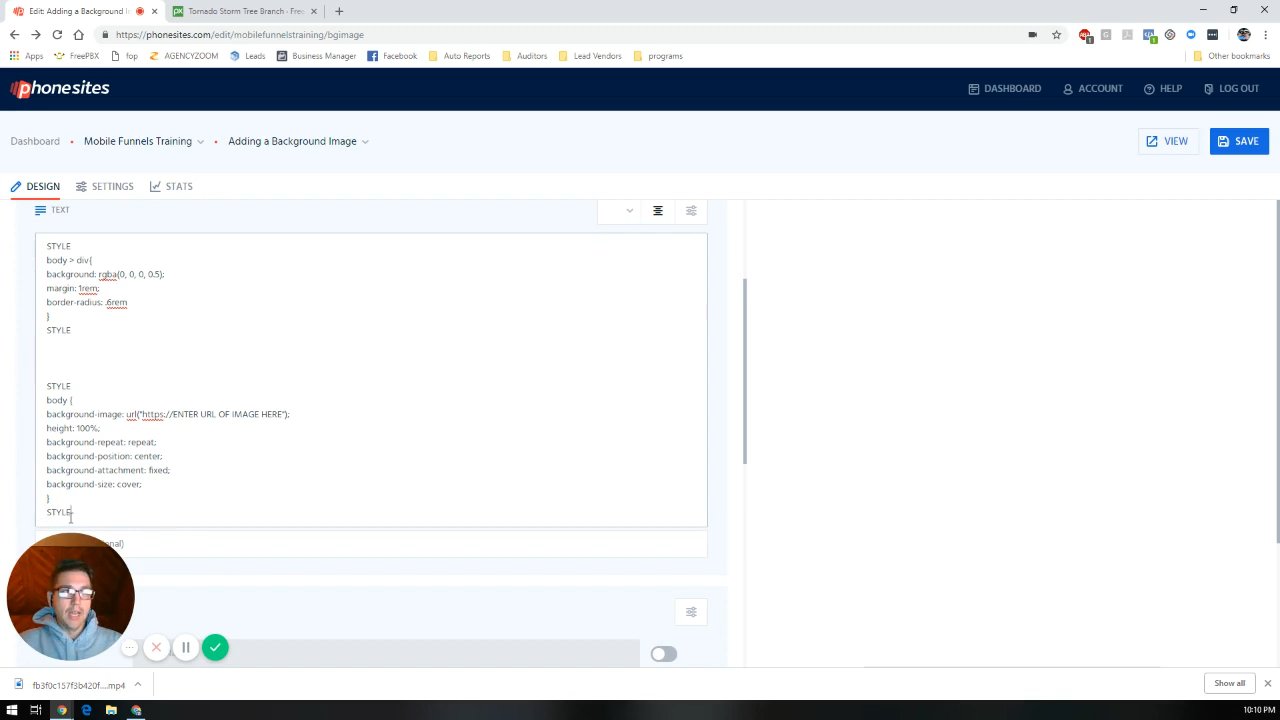 Edit: Adding a Background I
Tornado Storm Tree Branch - Free
https://phonesites.com/edit/mobilefunnelstraining/bgimage
Apps
FreePBX
fop
AGENCYZOOM
Leads
Business Manager
Facebook
Auto Reports
Auditors
Lead Vendors
programs
Other bookmarks
phonesites
DASHBOARD
ACCOUNT
HELP
LOG OUT
Dashboard • Mobile Funnels Training • Adding a Background Image
VIEW
SAVE
DESIGN
SETTINGS
STATS
TEXT
STYLE
body > div{
background: rgba(0, 0, 0, 0.5);
margin: 1rem;
border-radius: .6rem
}
STYLE
STYLE
body {
background-image: url("https://ENTER URL OF IMAGE HERE");
height: 100%;
background-repeat: repeat;
background-position: center;
background-attachment: fixed;
background-size: cover;
}
STYLE
nal)
fb3f0c157f3b420f....mp4
Show all
10:10 PM